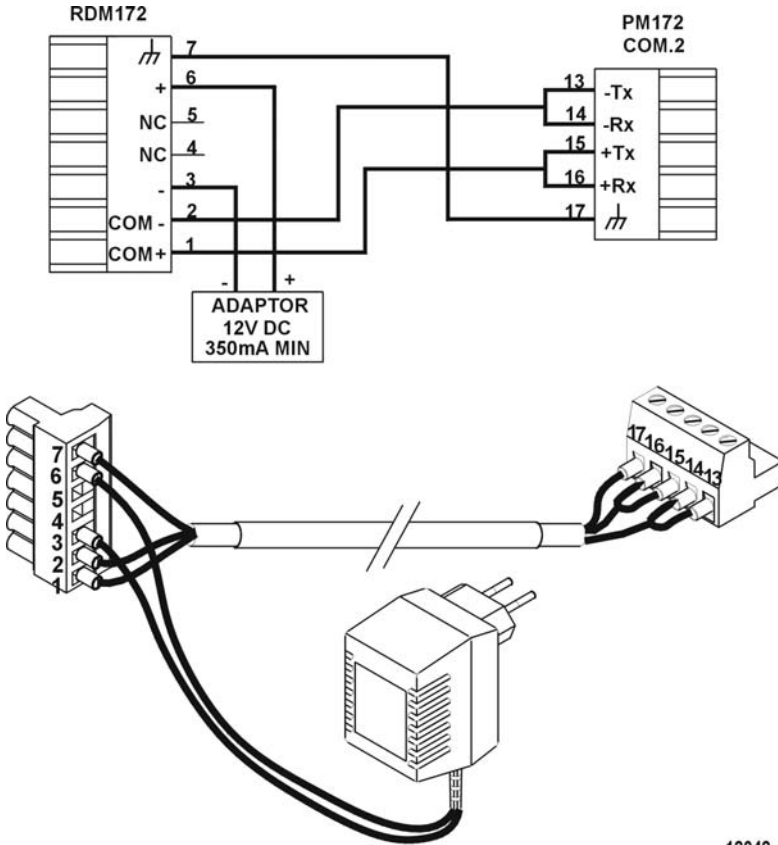 RDM172
7
6
+
NC 5
NC 4
3
-
2
COM -
1
COM+
- +
ADAPTOR
12V DC
350mA MIN
PM172
COM.2
13
-Tx
14
-Rx
15
+Tx
16
+Rx
17
7
6
5
4
3
2
1
17
16
15
14
13